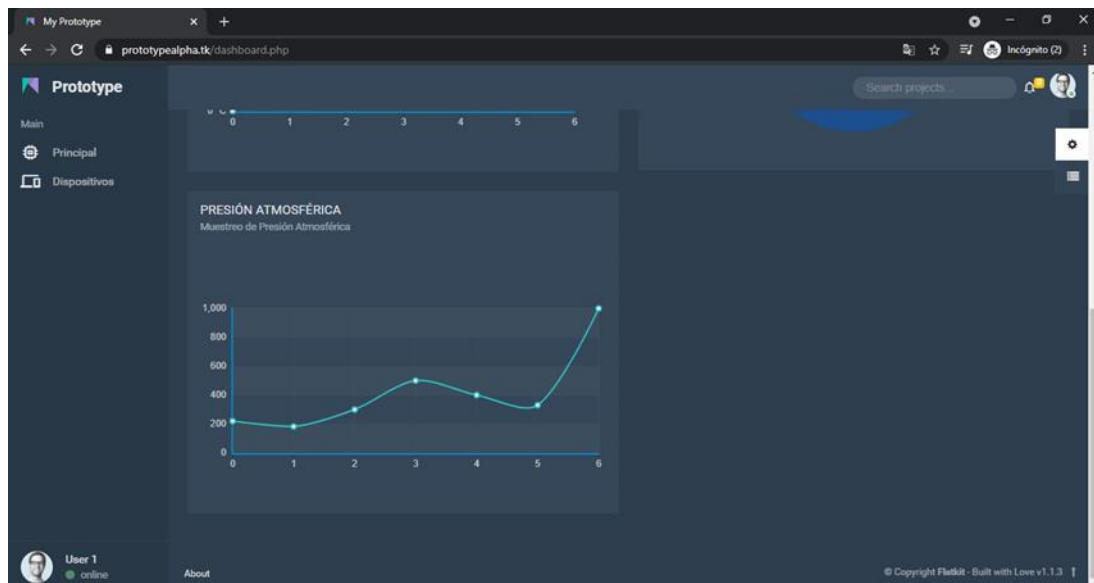 My Prototype
prototypealpha.tk/dashboard.php
Incógnito (2)
Prototype
Search projects...
Main
Principal
Dispositivos
0 1 2 3 4 5 6
PRESIÓN ATMOSFÉRICA
Muestreo de Presión Atmosférica
1,000
800
600
400
200
0
0 1 2 3 4 5 6
User 1
online
About
© Copyright Flatkit - Built with Love v1.1.3